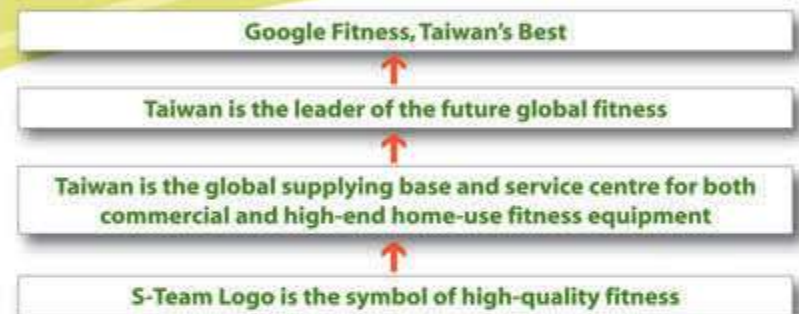 Google Fitness, Taiwan's Best
Taiwan is the leader of the future global fitness
Taiwan is the global supplying base and service centre for both
commercial and high-end home-use fitness equipment
S-Team Logo is the symbol of high-quality fitness